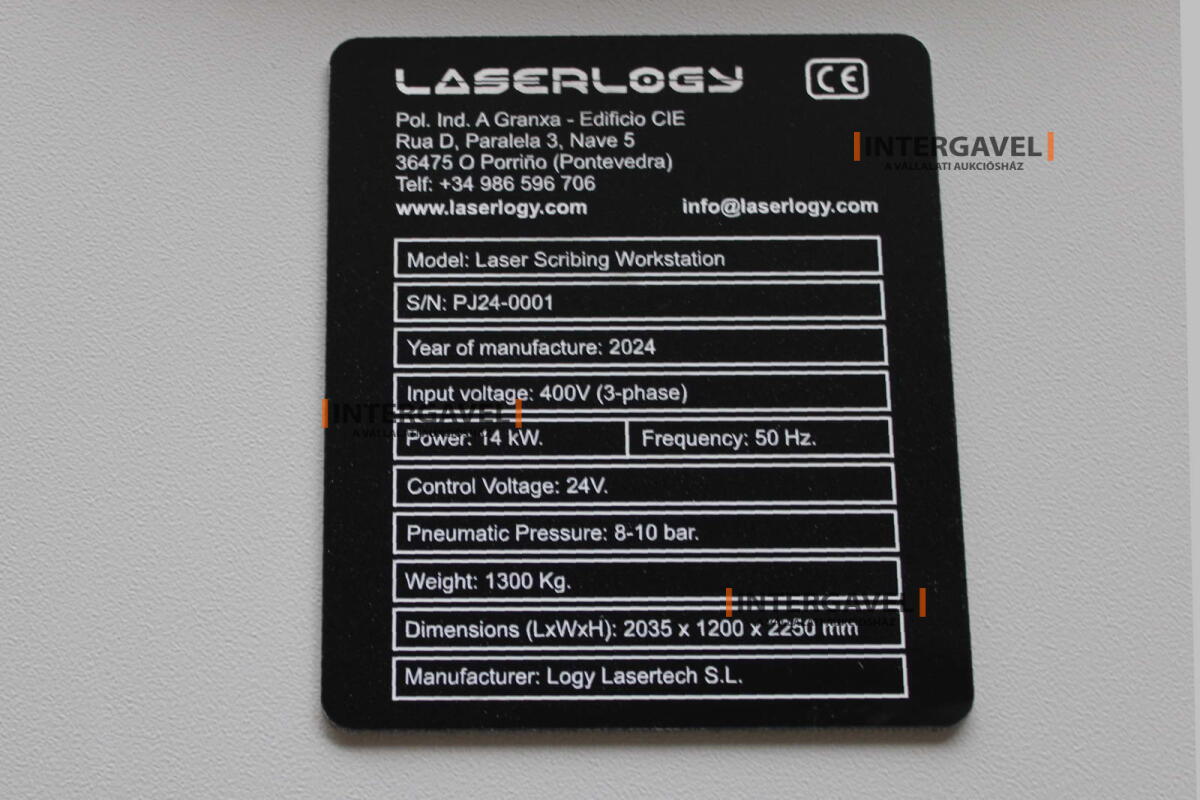 LASERLOGY
CE
Pol. Ind. A Granxa - Edificio CIE
Rua D, Paralela 3, Nave 5
36475 O Porriño (Pontevedra)
Telf: +34 986 596 706
www.laserlogy.com info@laserlogy.com
Model: Laser Scribing Workstation
S/N: PJ24-0001
Year of manufacture: 2024
Input voltage: 400V (3-phase)
Power: 14 kW. Frequency: 50 Hz.
Control Voltage: 24V.
Pneumatic Pressure: 8-10 bar.
Weight: 1300 Kg.
Dimensions (LxWxH): 2035 x 1200 x 2250 mm
Manufacturer: Logy Lasertech S.L.
INTERGAVEL
A VÁLLALATI AUKCIÓSHÁZ
INTERGAVEL
INTERGAVEL